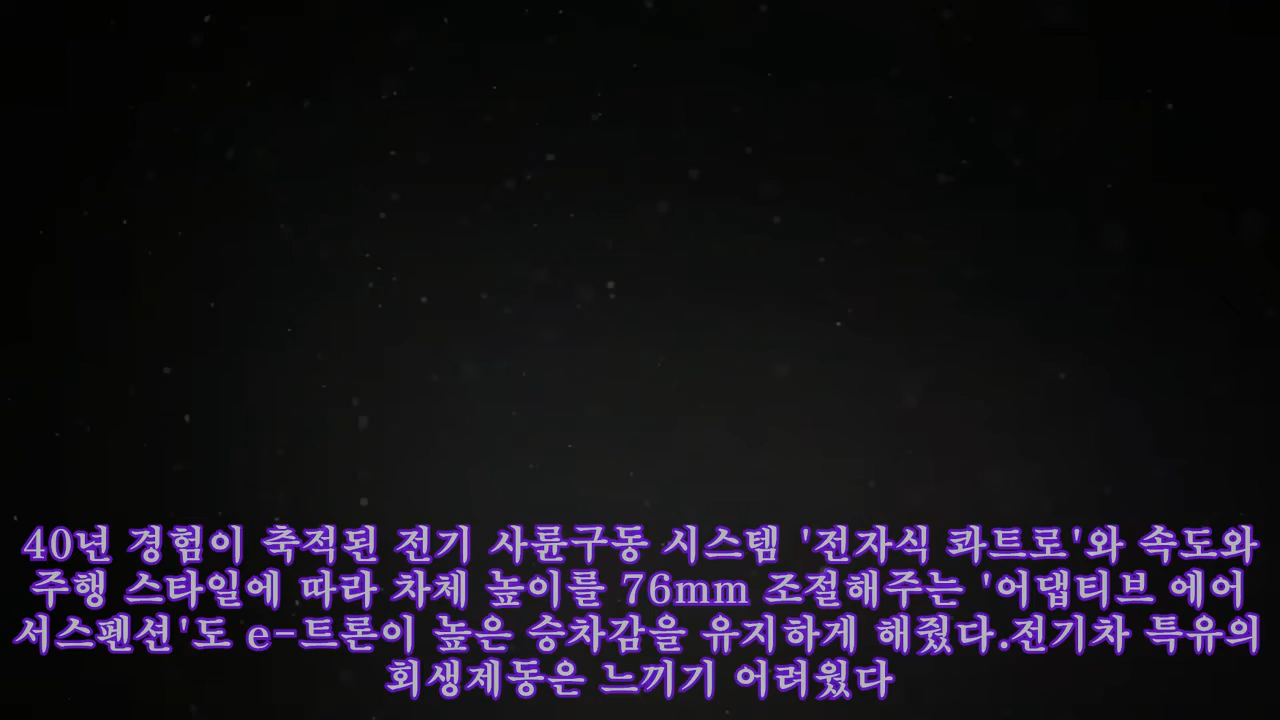 40년 경험이 축적된 전기 사륜구동 시스템 '전자식 콰트로'와 속도와
주행 스타일에 따라 차체 높이를 76mm 조절해주는 '어댑티브 에어
서스펜션'도 e-트론이 높은 승차감을 유지하게 해줬다.전기차 특유의
회생제동은 느끼기 어려웠다